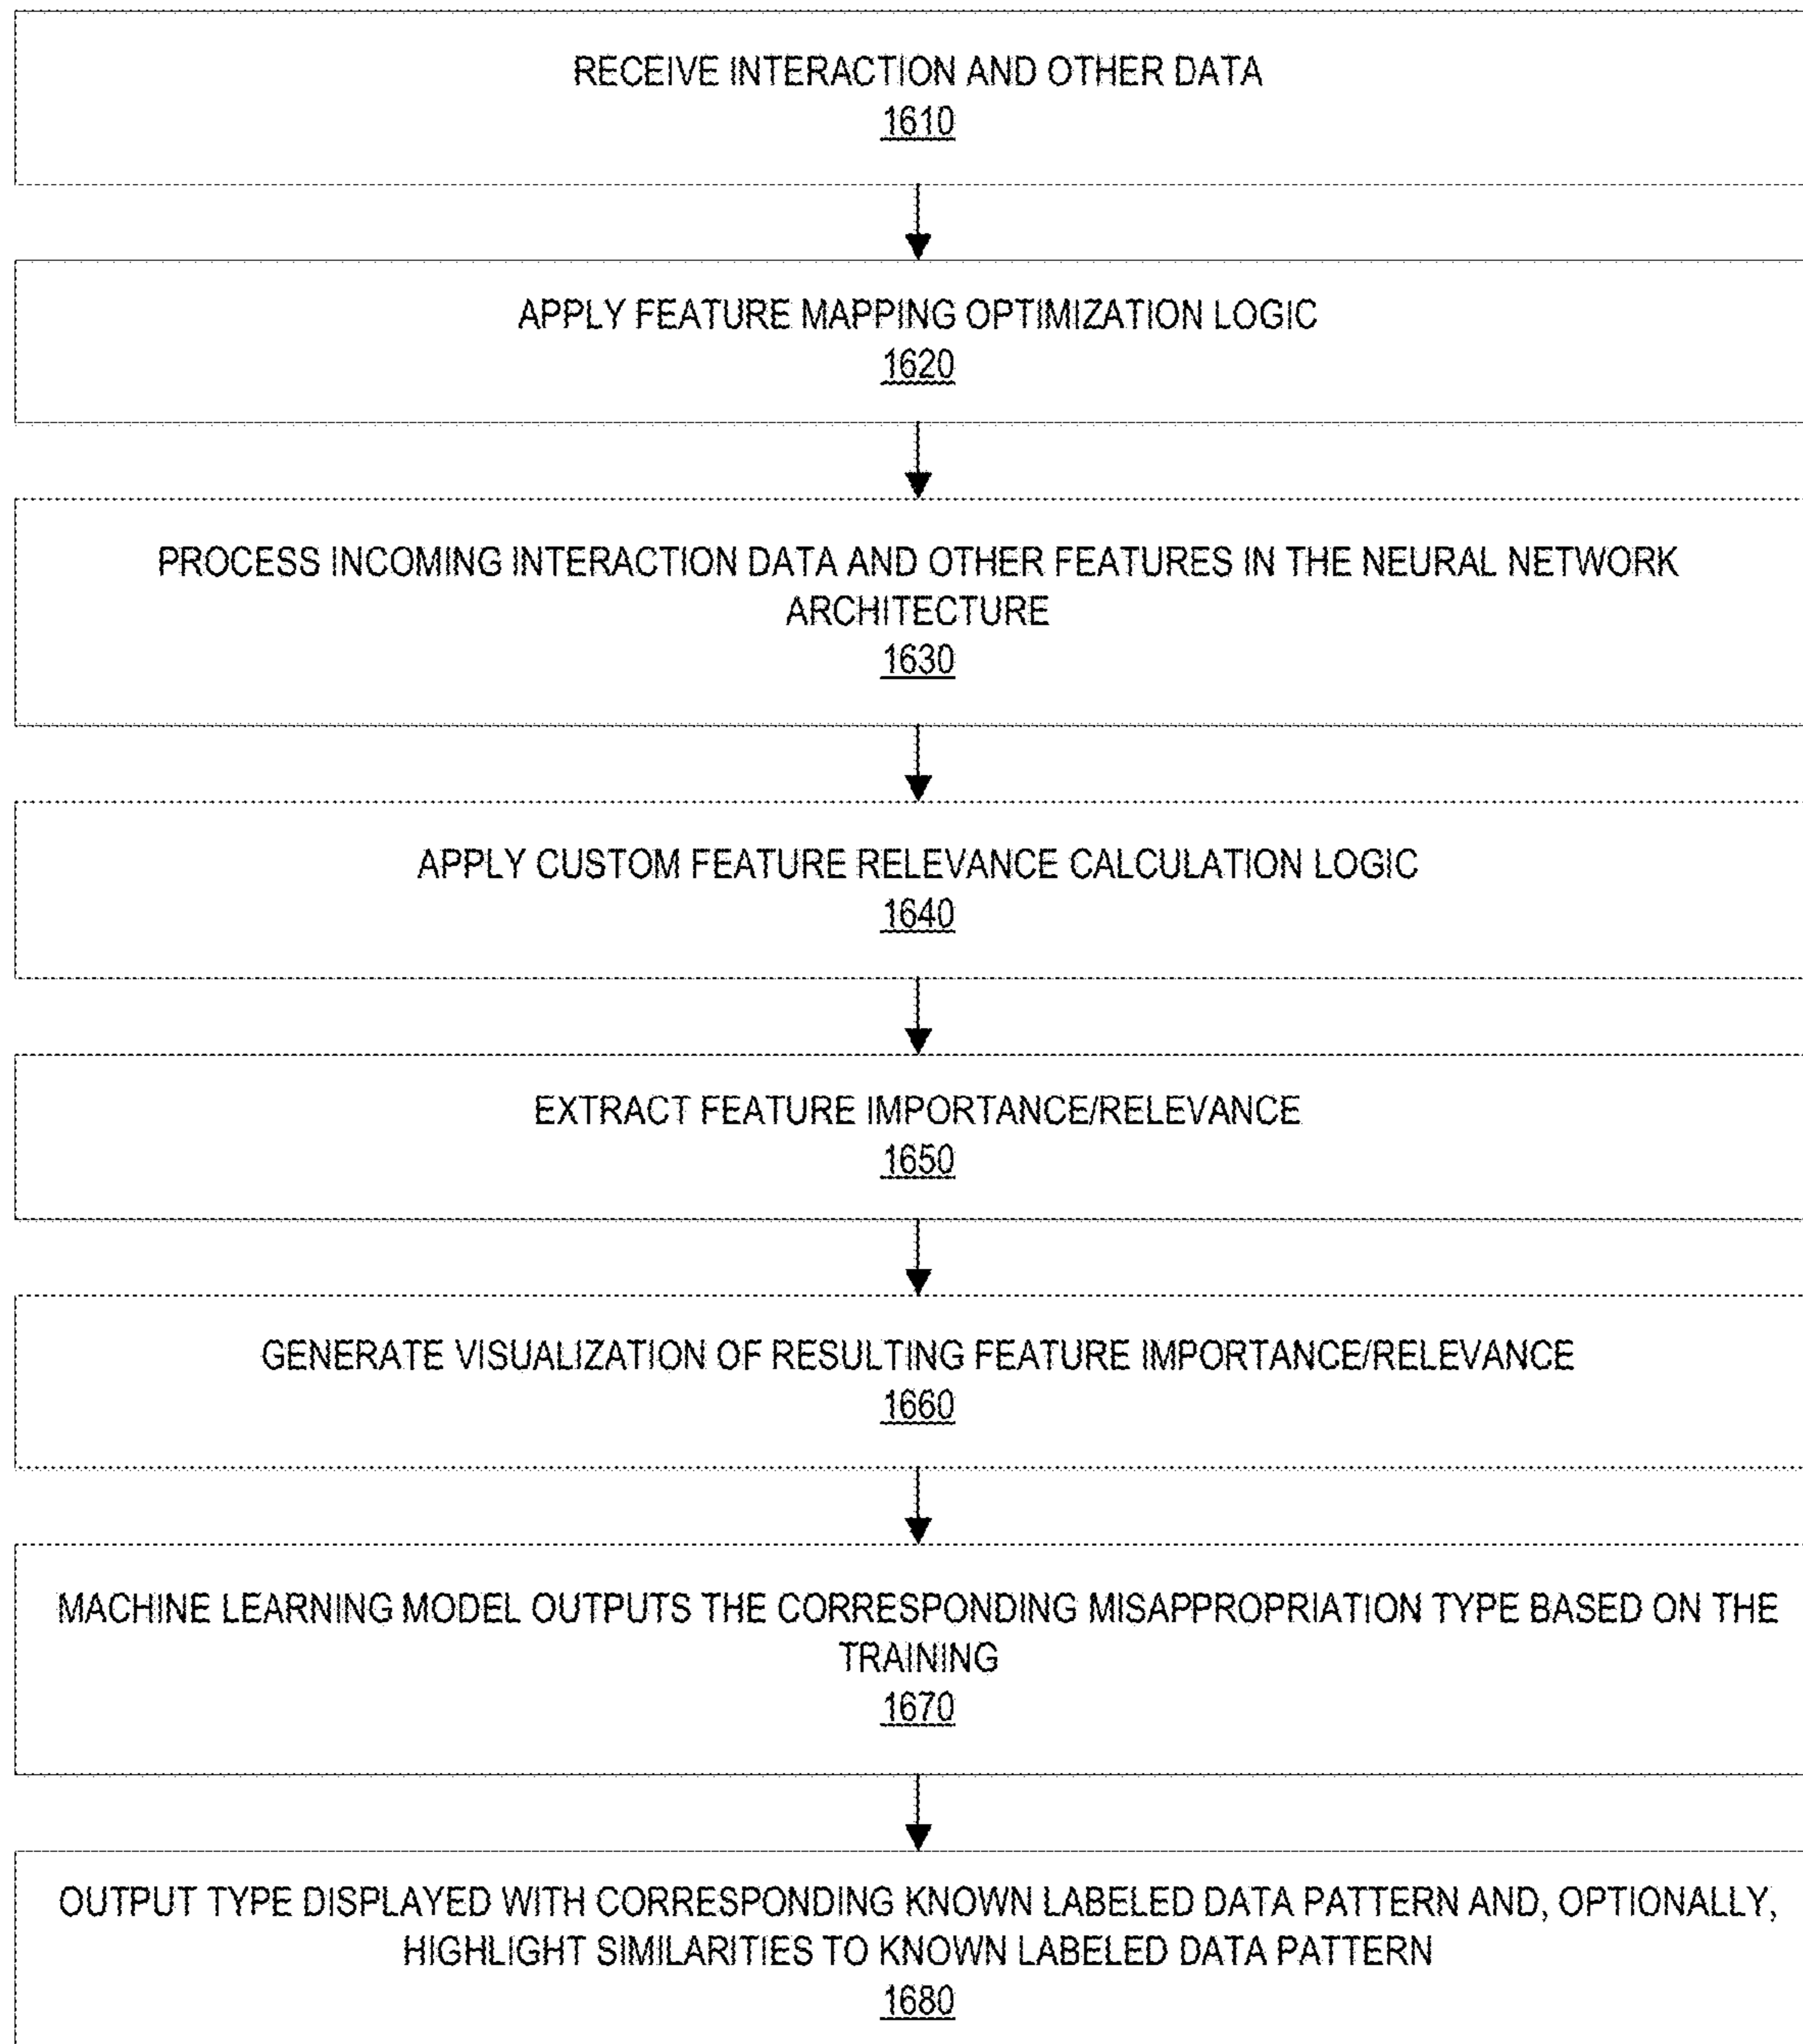 RECEIVE INTERACTION AND OTHER DATA
1610
APPLY FEATURE MAPPING OPTIMIZATION LOGIC
1620
PROCESS INCOMING INTERACTION DATA AND OTHER FEATURES IN THE NEURAL NETWORK
ARCHITECTURE
1630
APPLY CUSTOM FEATURE RELEVANCE CALCULATION LOGIC
1640
EXTRACT FEATURE IMPORTANCE/RELEVANCE
1650
GENERATE VISUALIZATION OF RESULTING FEATURE IMPORTANCE/RELEVANCE
1660
MACHINE LEARNING MODEL OUTPUTS THE CORRESPONDING MISAPPROPRIATION TYPE BASED ON THE
TRAINING
1670
OUTPUT TYPE DISPLAYED WITH CORRESPONDING KNOWN LABELED DATA PATTERN AND, OPTIONALLY,
HIGHLIGHT SIMILARITIES TO KNOWN LABELED DATA PATTERN
1680